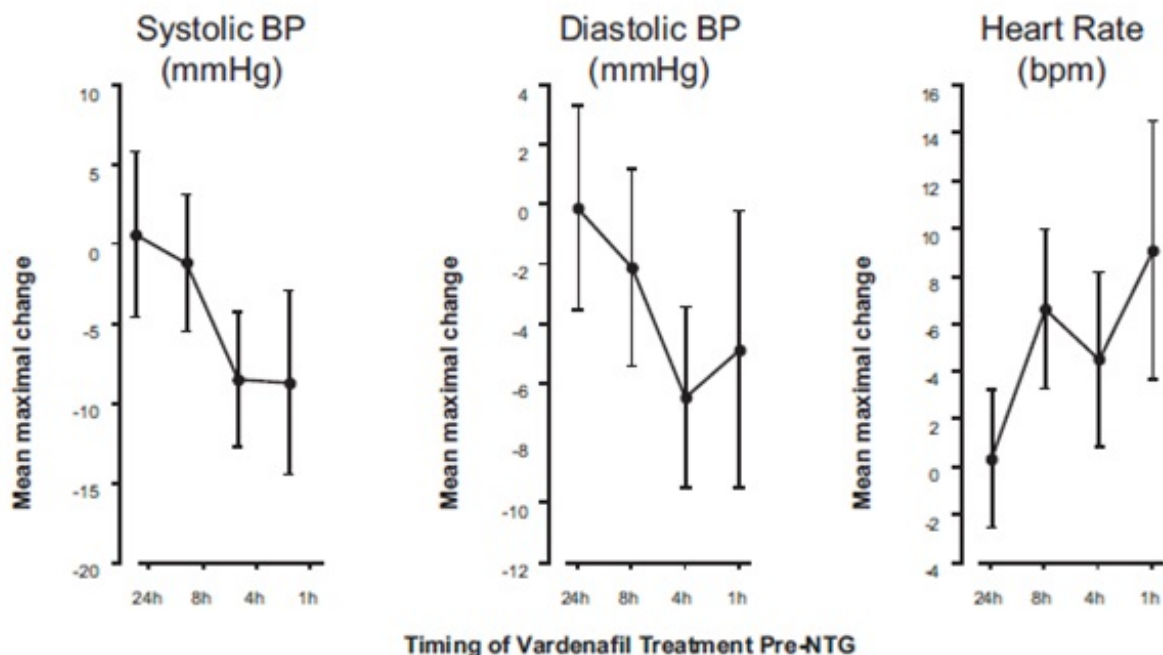 Systolic BP
(mmHg)
Mean maximal change
10
5
0
-5
-10
-15
-20
24h 8h 4h 1h
Diastolic BP
(mmHg)
Mean maximal change
4
2
0
-2
-4
-6
-8
-10
-12
24h 8h 4h 1h
Heart Rate
(bpm)
Mean maximal change
16
14
12
10
8
-6
-4
2
0
-2
-4
24h 8h 4h 1h
Timing of Vardenafil Treatment Pre-NTG